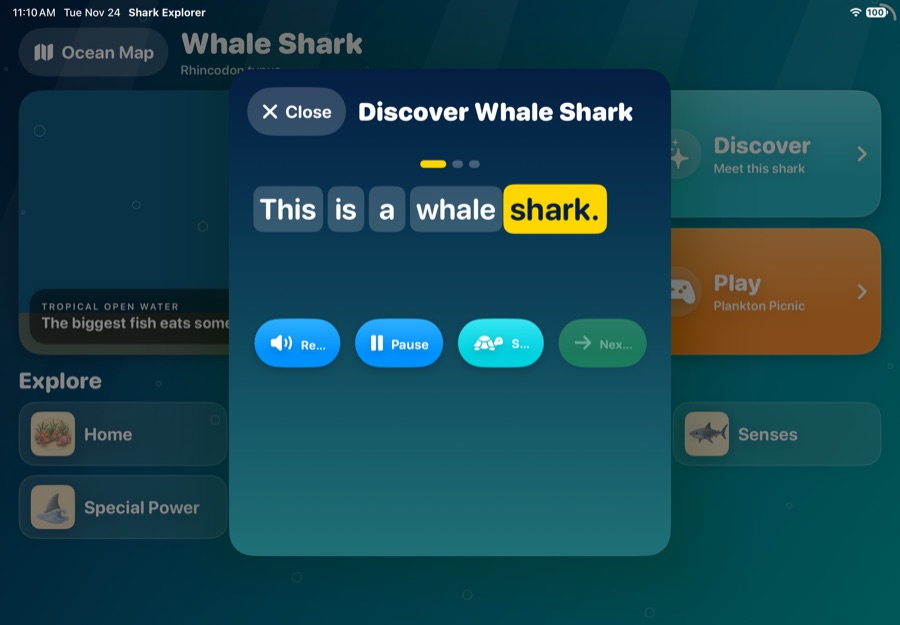 11:10 AM Tue Nov 24 Shark Explorer
100
Ocean Map
Whale Shark
Rhincodon typus
Close
Discover Whale Shark
This is a whale shark.
Re...
Pause
S...
Nex...
Discover
Meet this shark
Play
Plankton Picnic
TROPICAL OPEN WATER
The biggest fish eats some
Explore
Home
Senses
Special Power